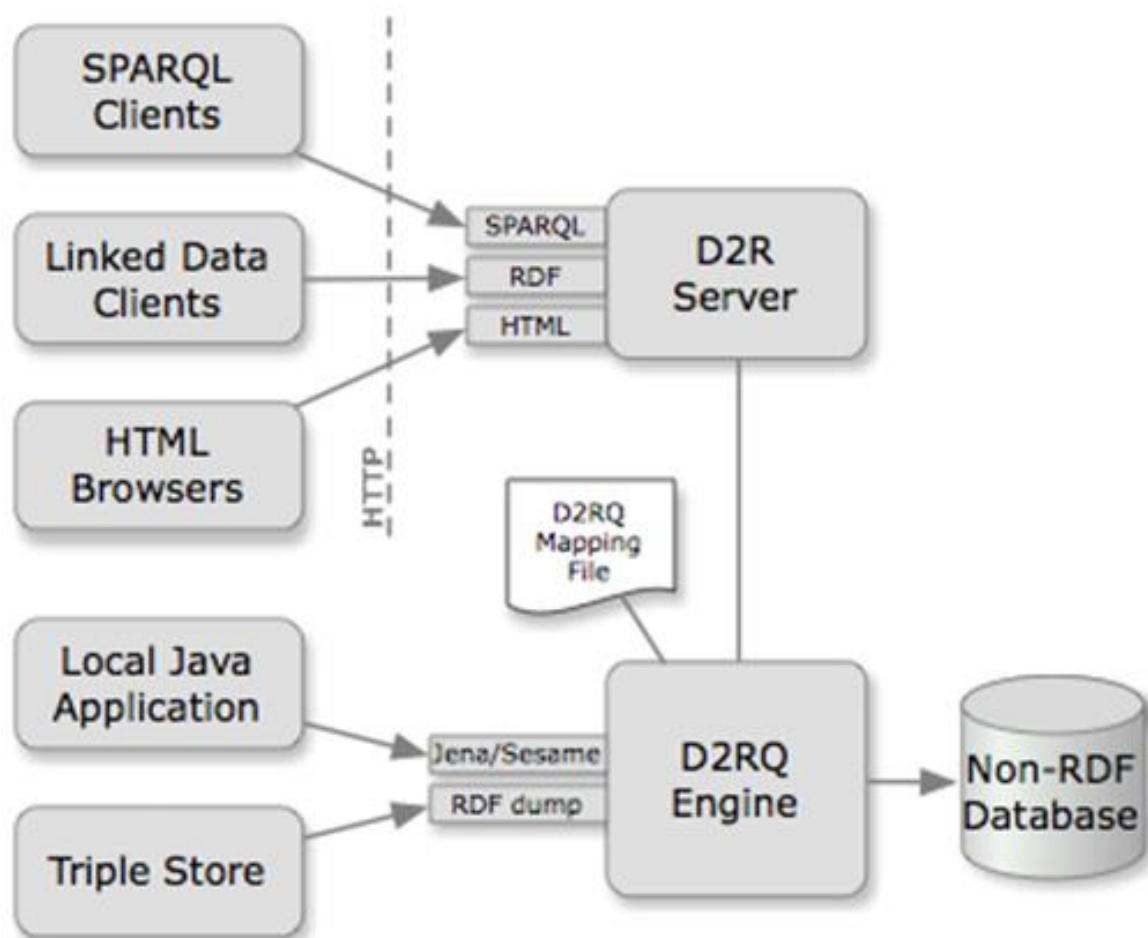 SPARQL
Clients
Linked Data
Clients
HTML
Browsers
HTTP
SPARQL
RDF
HTML
D2R
Server
D2RQ
Mapping
File
Local Java
Application
Triple Store
Jena/Sesame
RDF dump
D2RQ
Engine
Non-RDF
Database